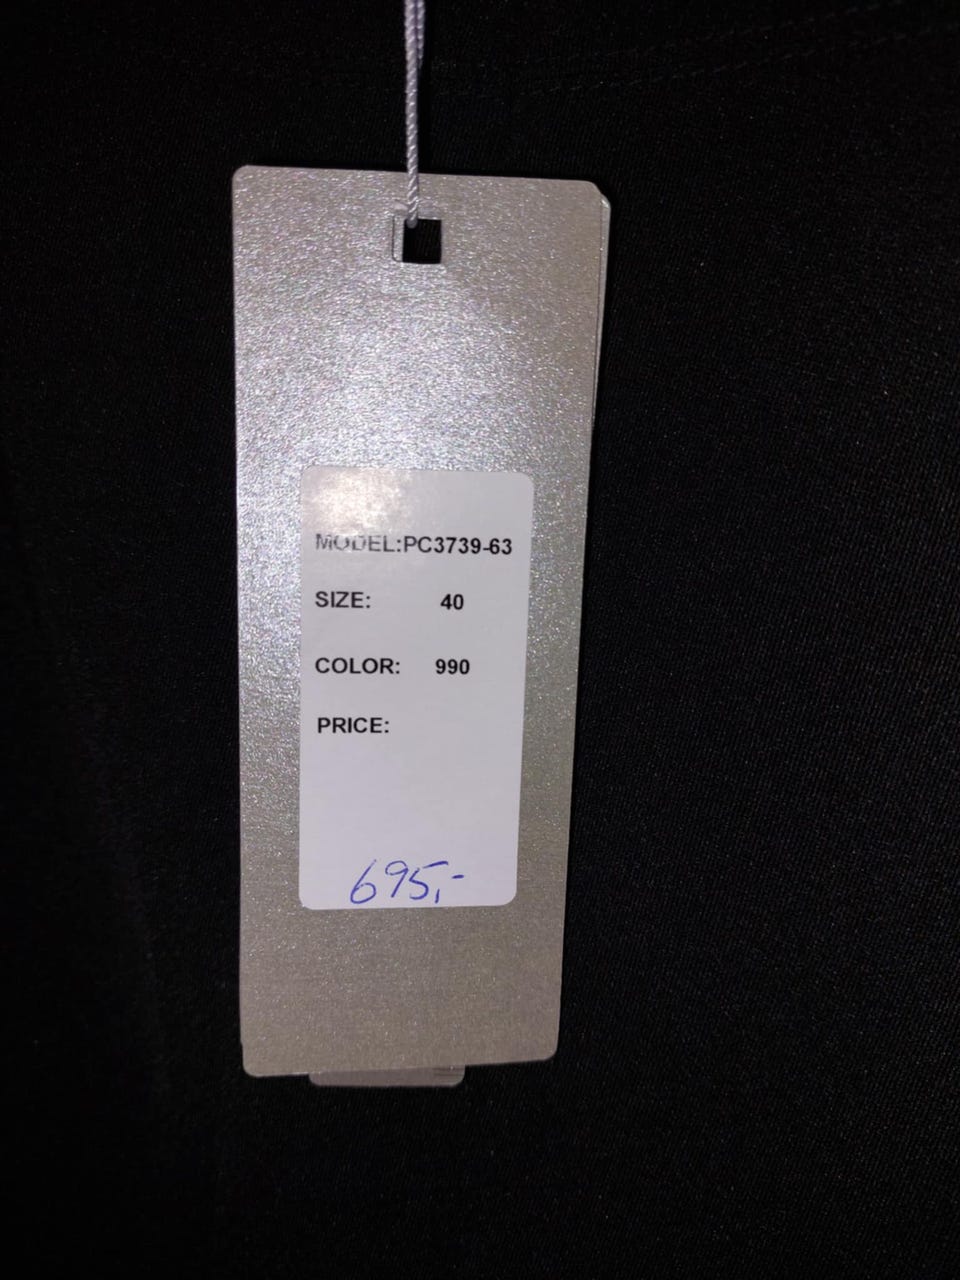 MODEL:PC3739-63
SIZE: 40
COLOR: 990
PRICE:
695,-